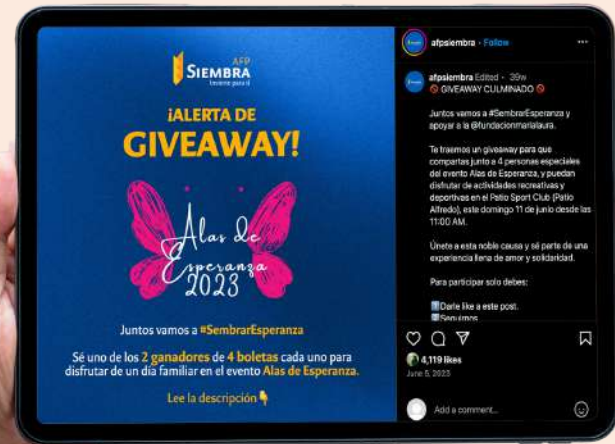 AFP
SIEMBRA
Invierte para ti
¡ALERTA DE
GIVEAWAY!
Alas de
Esperanza
2023
Juntos vamos a #SembrarEsperanza
Sé uno de los 2 ganadores de 4 boletas cada uno para
disfrutar de un día familiar en el evento Alas de Esperanza.
Lee la descripción👇
afpsiembra • Follow
afpsiembra Edited • 39w
🚫 GIVEAWAY CULMINADO 🚫
Juntos vamos a #SembrarEsperanza y
apoyar a la @fundacionmarialaura.
Te traemos un giveaway para que
compartas junto a 4 personas especiales
del evento Alas de Esperanza, y puedan
disfrutar de actividades recreativas y
deportivas en el Patio Sport Club (Patio
Alfredo), este domingo 11 de junio desde las
11:00 AM.
Únete a esta noble causa y sé parte de una
experiencia llena de amor y solidaridad.
Para participar solo debes:
1️⃣Darle like a este post.
2️⃣Seguirnos
4,119 likes
June 5, 2023
Add a comment...